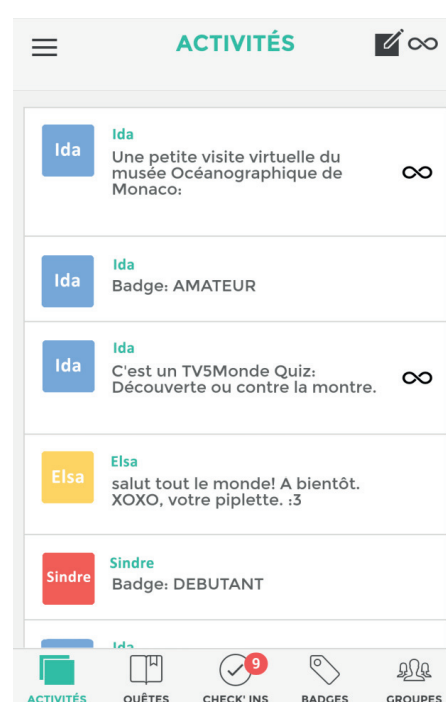 ACTIVITÉS
Ida
Ida
Une petite visite virtuelle du
musée Océanographique de
Monaco:
Ida
Ida
Badge: AMATEUR
Ida
Ida
C'est un TV5Monde Quiz:
Découverte ou contre la montre.
Elsa
Elsa
salut tout le monde! A bientôt.
XOXO, votre piplette. :3
Sindre
Sindre
Badge: DEBUTANT
Ida
9
ACTIVITÉS QUÊTES CHECK' INS BADGES GROUPES